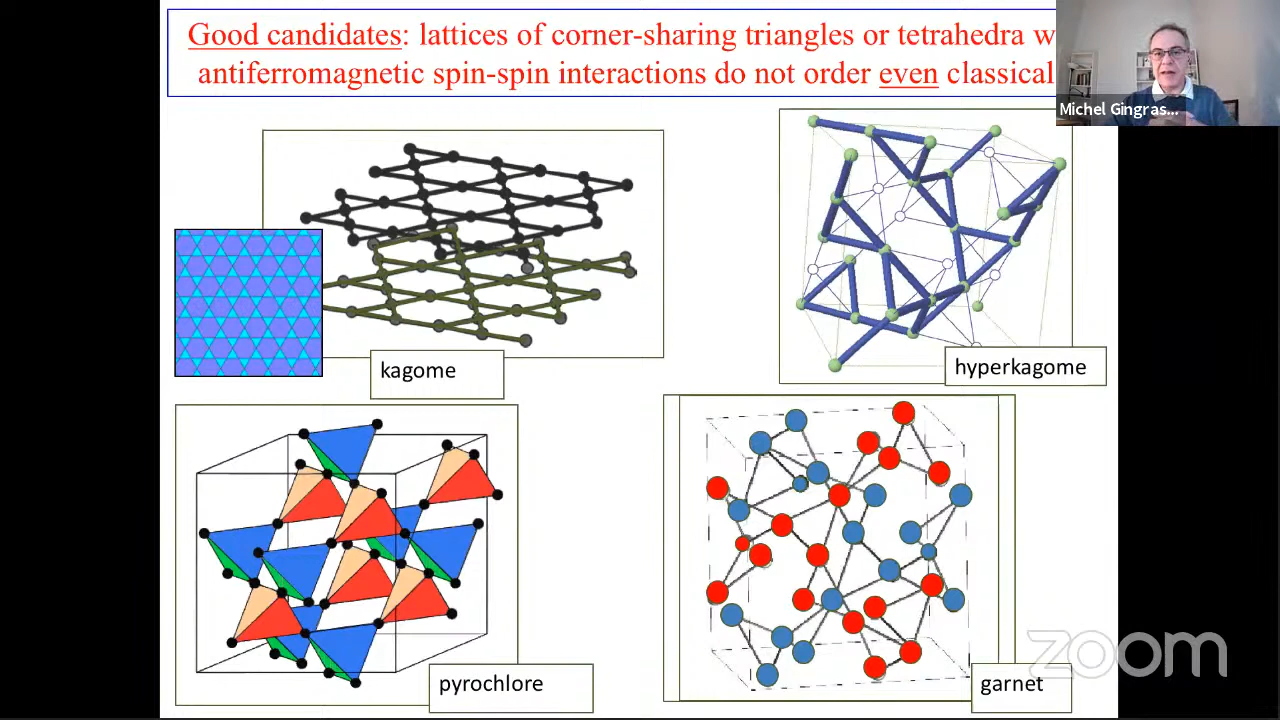 Good candidates: lattices of corner-sharing triangles or tetrahedra w
antiferromagnetic spin-spin interactions do not order even classical
Michel Gingras...
kagome
hyperkagome
pyrochlore
garnet
zoom